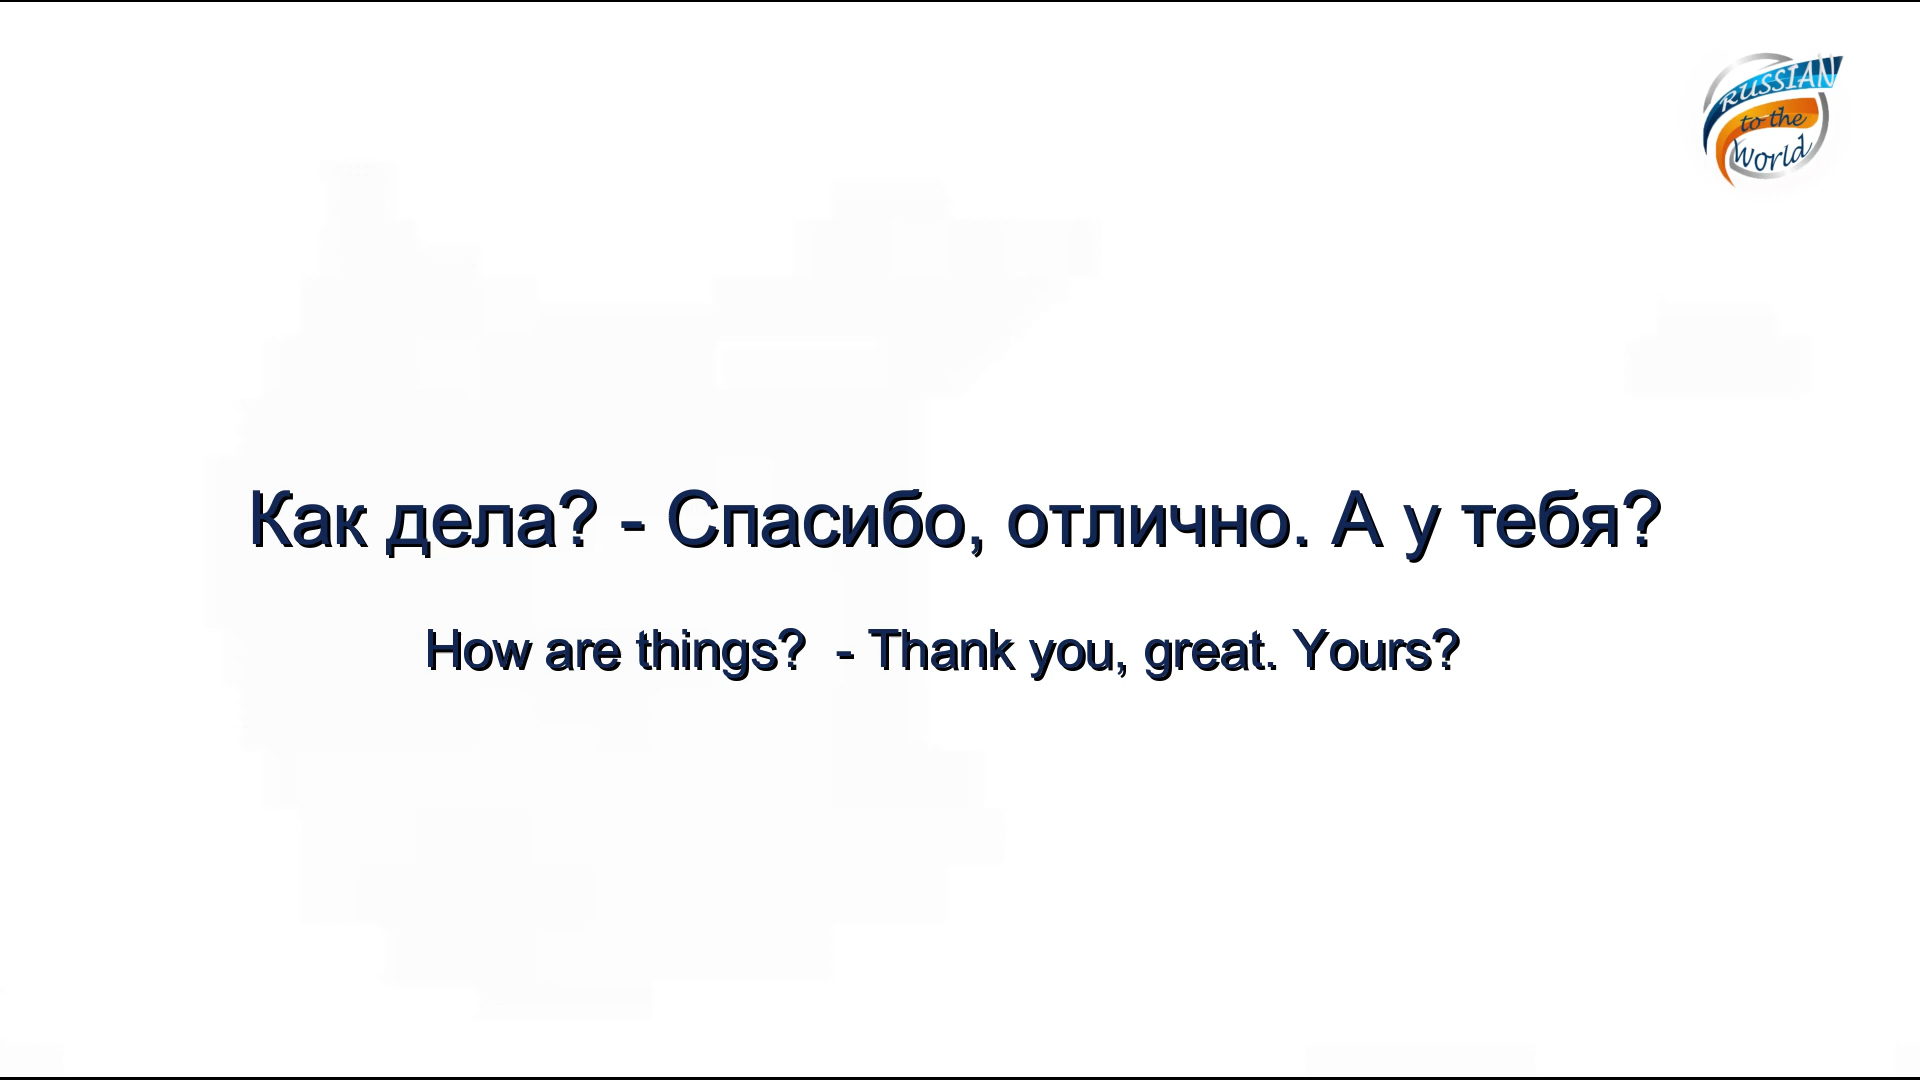 RUSSIAN
to the
World
Как дела? - Спасибо, отлично. А у тебя?
How are things?  - Thank you, great. Yours?